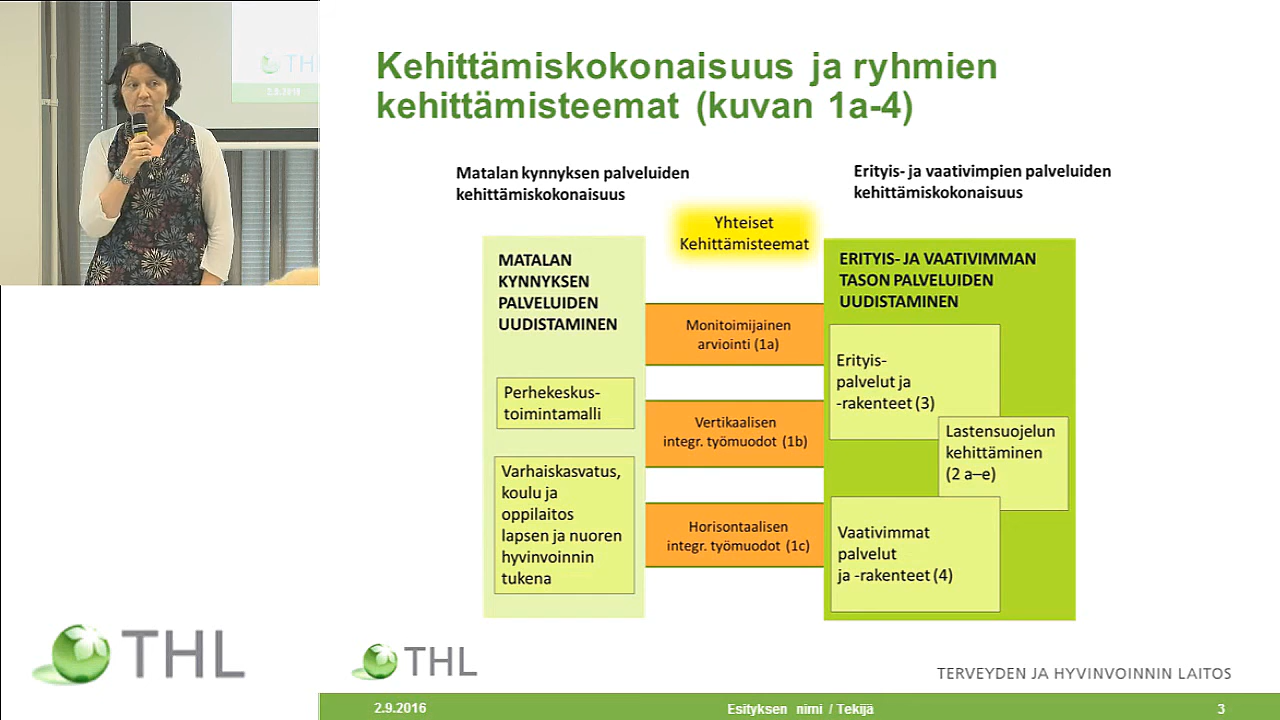 THL
2.9.2016
Kehittämiskokonaisuus ja ryhmien
kehittämisteemat (kuvan 1a-4)
Matalan kynnyksen palveluiden
kehittämiskokonaisuus
Erityis- ja vaativimpien palveluiden
kehittämiskokonaisuus
Yhteiset
Kehittämisteemat
MATALAN
KYNNYKSEN
PALVELUIDEN
UUDISTAMINEN
Perhekeskus-
toimintamalli
Varhaiskasvatus,
koulu ja
oppilaitos
lapsen ja nuoren
hyvinvoinnin
tukena
Monitoimijainen
arviointi (1a)
Vertikaalisen
integr. työmuodot (1b)
Horisontaalisen
integr. työmuodot (1c)
ERITYIS- JA VAATIVIMMAN
TASON PALVELUIDEN
UUDISTAMINEN
Erityis-
palvelut ja
-rakenteet (3)
Lastensuojelun
kehittäminen
(2 a–e)
Vaativimmat
palvelut
ja -rakenteet (4)
THL
THL
TERVEYDEN JA HYVINVOINNIN LAITOS
2.9.2016
Esityksen nimi / Tekijä
3